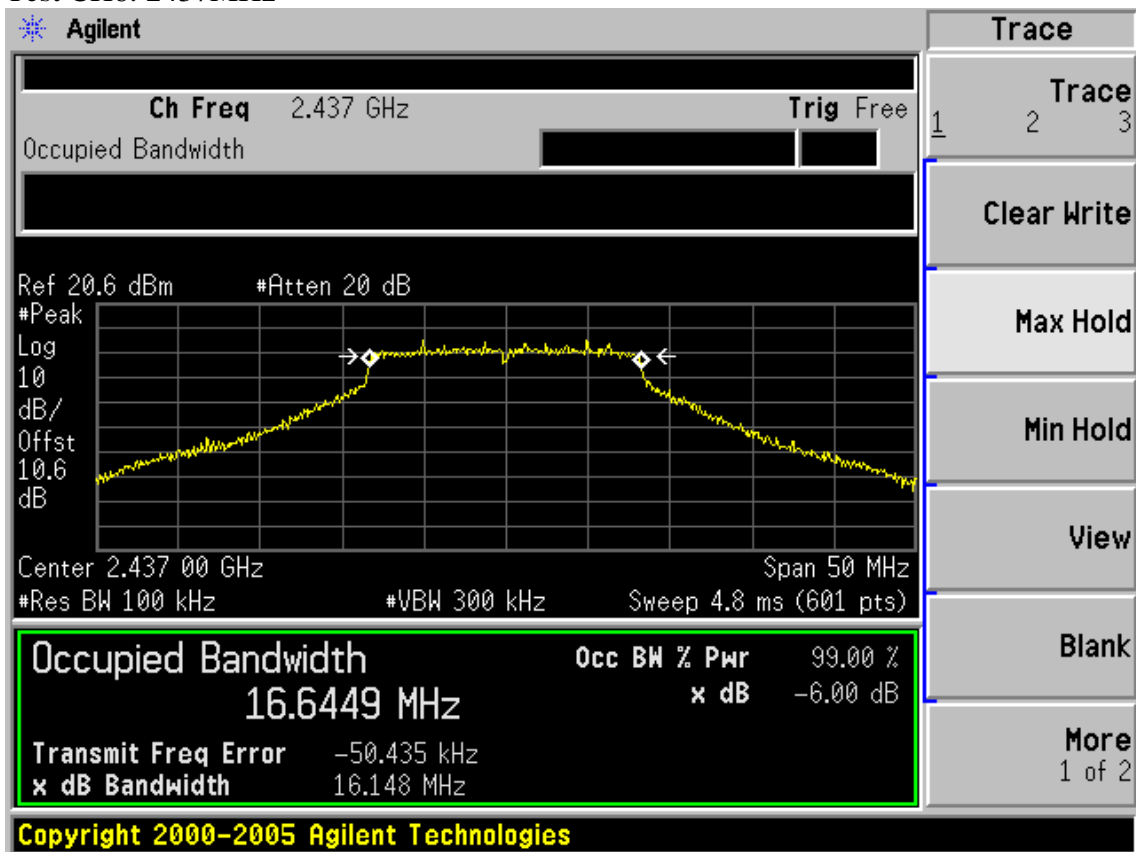 Agilent
Trace
Ch Freq 2.437 GHz Trig Free
Occupied Bandwidth
Trace
1 2 3
Clear Write
Max Hold
Min Hold
View
Blank
More
1 of 2
Ref 20.6 dBm #Atten 20 dB
#Peak
Log
10
dB/
Offst
10.6
dB
Center 2.437 00 GHz Span 50 MHz
#Res BW 100 kHz #VBW 300 kHz Sweep 4.8 ms (601 pts)
Occupied Bandwidth Occ BW % Pwr 99.00 %
16.6449 MHz x dB -6.00 dB
Transmit Freq Error -50.435 kHz
x dB Bandwidth 16.148 MHz
Copyright 2000-2005 Agilent Technologies